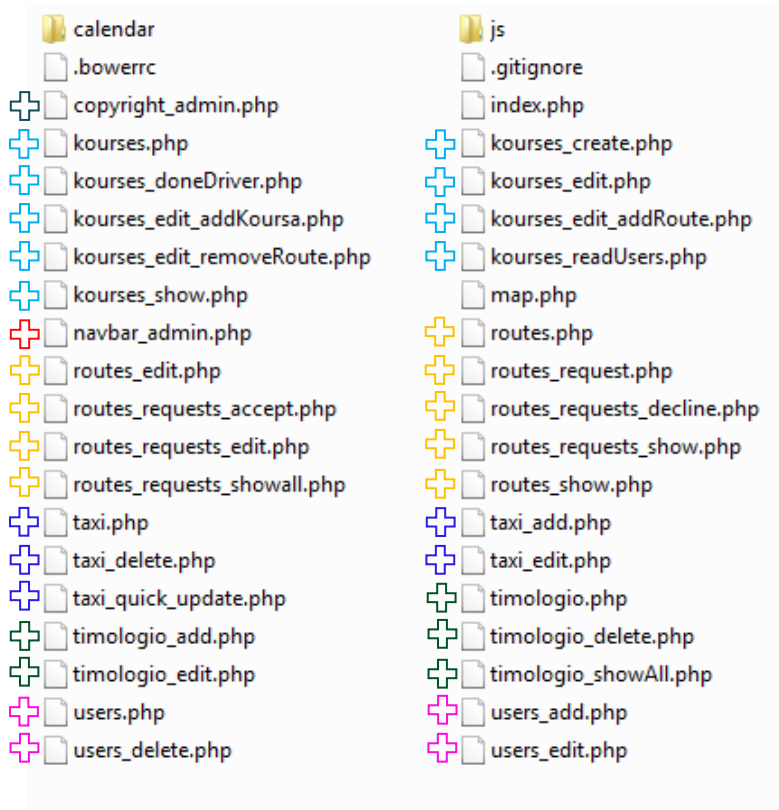 calendar
js
.bowerrc
.gitignore
copyright_admin.php
index.php
kourses.php
kourses_create.php
kourses_doneDriver.php
kourses_edit.php
kourses_edit_addKoursa.php
kourses_edit_addRoute.php
kourses_edit_removeRoute.php
kourses_readUsers.php
kourses_show.php
map.php
navbar_admin.php
routes.php
routes_edit.php
routes_request.php
routes_requests_accept.php
routes_requests_decline.php
routes_requests_edit.php
routes_requests_show.php
routes_requests_showall.php
routes_show.php
taxi.php
taxi_add.php
taxi_delete.php
taxi_edit.php
taxi_quick_update.php
timologio.php
timologio_add.php
timologio_delete.php
timologio_edit.php
timologio_showAll.php
users.php
users_add.php
users_delete.php
users_edit.php